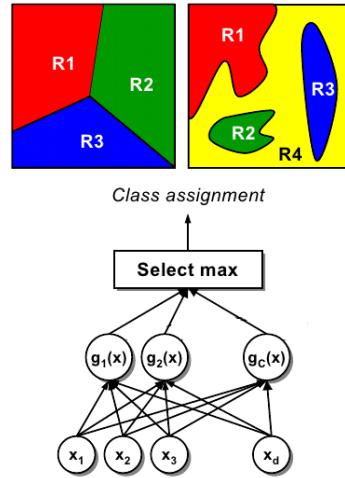 R1
R2
R3
R1
R2
R3
R4
Class assignment
Select max
g1(x) g2(x) gC(x)
x1 x2 x3 xd